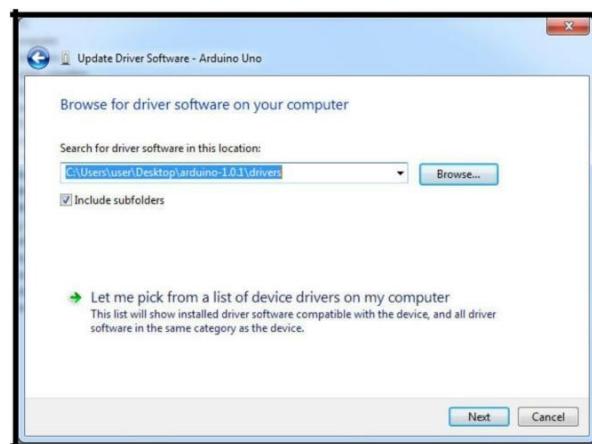 Update Driver Software - Arduino Uno
Browse for driver software on your computer
Search for driver software in this location:
C:\Users\user\Desktop\arduino-1.0.1\drivers
Browse...
Include subfolders
Let me pick from a list of device drivers on my computer
This list will show installed driver software compatible with the device, and all driver
software in the same category as the device.
Next
Cancel